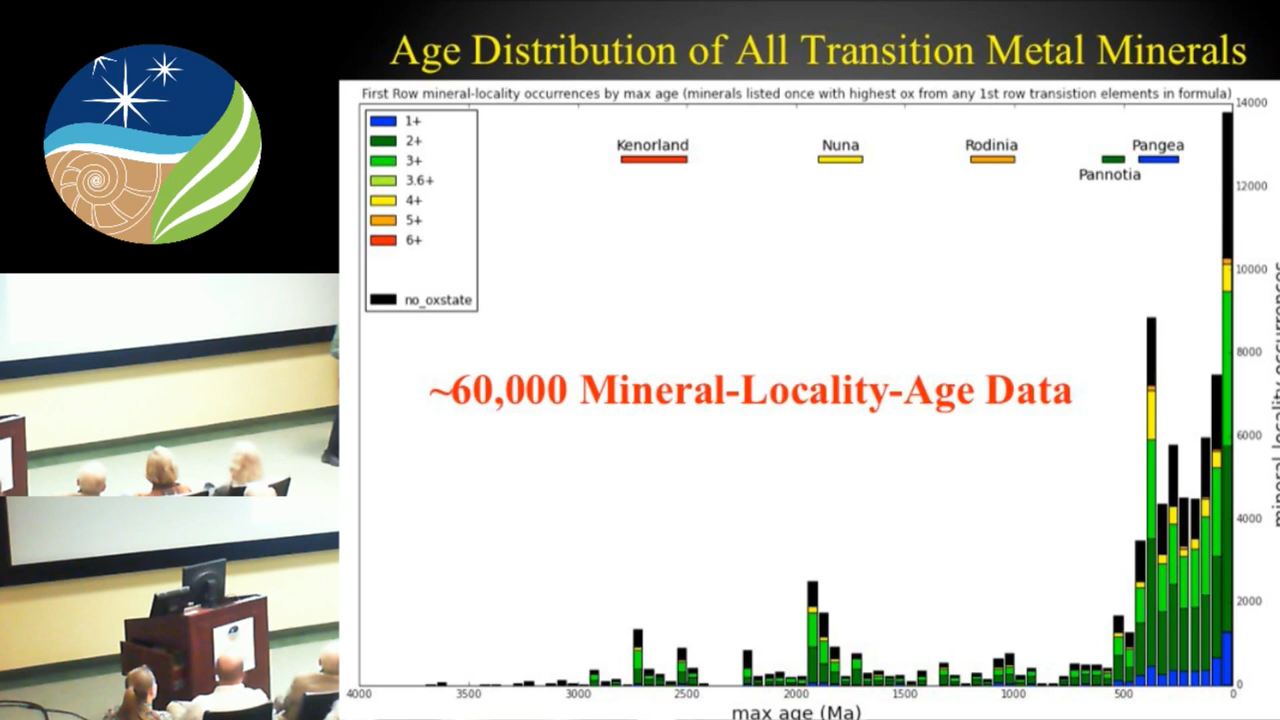 Age Distribution of All Transition Metal Minerals
First Row mineral-locality occurrences by max age (minerals listed once with highest ox from any 1st row transistion elements in formula)
1+
2+
3+
3.6+
4+
5+
6+
no_oxstate
Kenorland
Nuna
Rodinia
Pangea
Pannotia
~60,000 Mineral-Locality-Age Data
14000
12000
10000
8000
6000
4000
2000
0
mineral-locality occurrences
4000 3500 3000 2500 2000 1500 1000 500 0
max age (Ma)